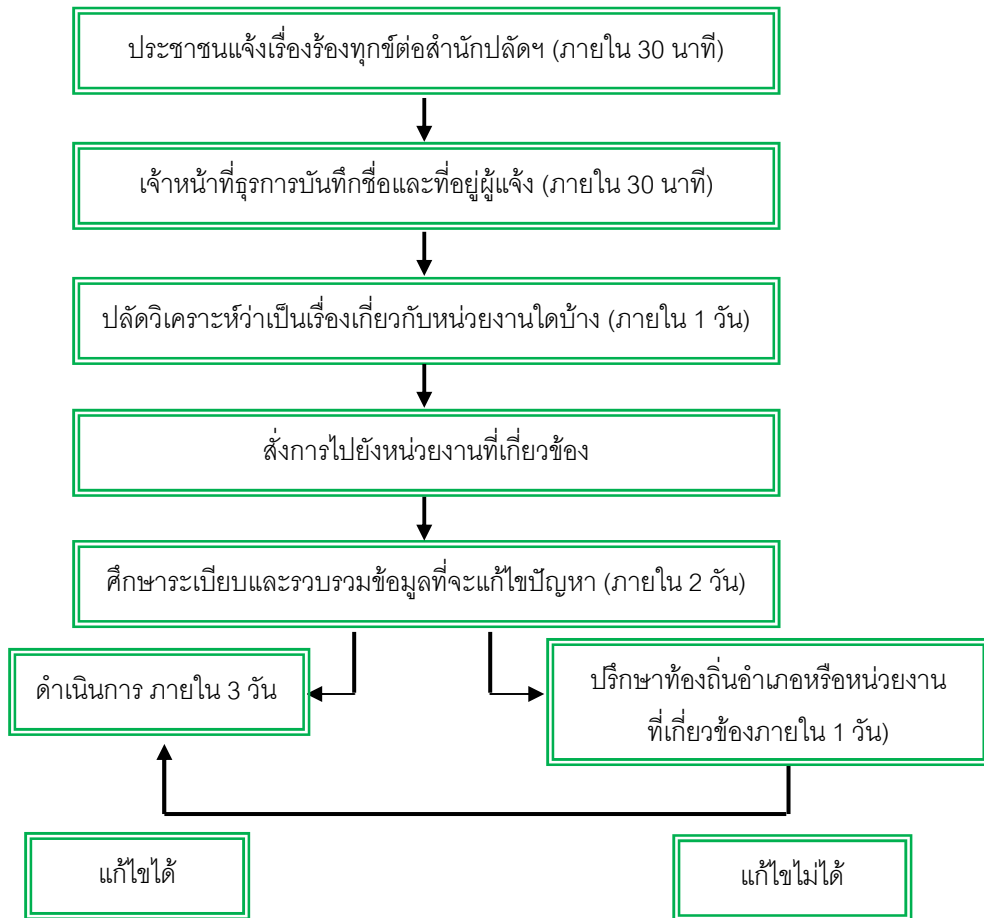 ประชาชนแจ้งเรื่องร้องทุกข์ต่อสำนักปลัดฯ (ภายใน 30 นาที)
เจ้าหน้าที่ธุรการบันทึกชื่อและที่อยู่ผู้แจ้ง (ภายใน 30 นาที)
ปลัดวิเคราะห์ว่าเป็นเรื่องเกี่ยวกับหน่วยงานใดบ้าง (ภายใน 1 วัน)
สั่งการไปยังหน่วยงานที่เกี่ยวข้อง
ศึกษาระเบียบและรวบรวมข้อมูลที่จะแก้ไขปัญหา (ภายใน 2 วัน)
ดำเนินการ ภายใน 3 วัน
ปรึกษาท้องถิ่นอำเภอหรือหน่วยงาน
ที่เกี่ยวข้องภายใน 1 วัน)
แก้ไขได้
แก้ไขไม่ได้